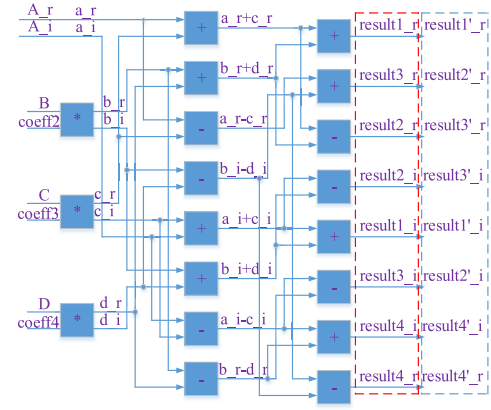 A_r a_r + a_r+c_r + result1_r result1'_r
A_i a_i
+ b_r+d_r + result3_r result2'_r
B b_r
coeff2 * b_i - a_r-c_r - result2_r result3'_r
- b_i-d_i - result2_i result3'_i
C c_r
coeff3 * c_i + a_i+c_i + result1_i result1'_i
+ b_i+d_i - result3_i result2'_i
D d_r
coeff4 * d_i - a_i-c_i + result4_i result4'_i
- b_r-d_r - result4_r result4'_r